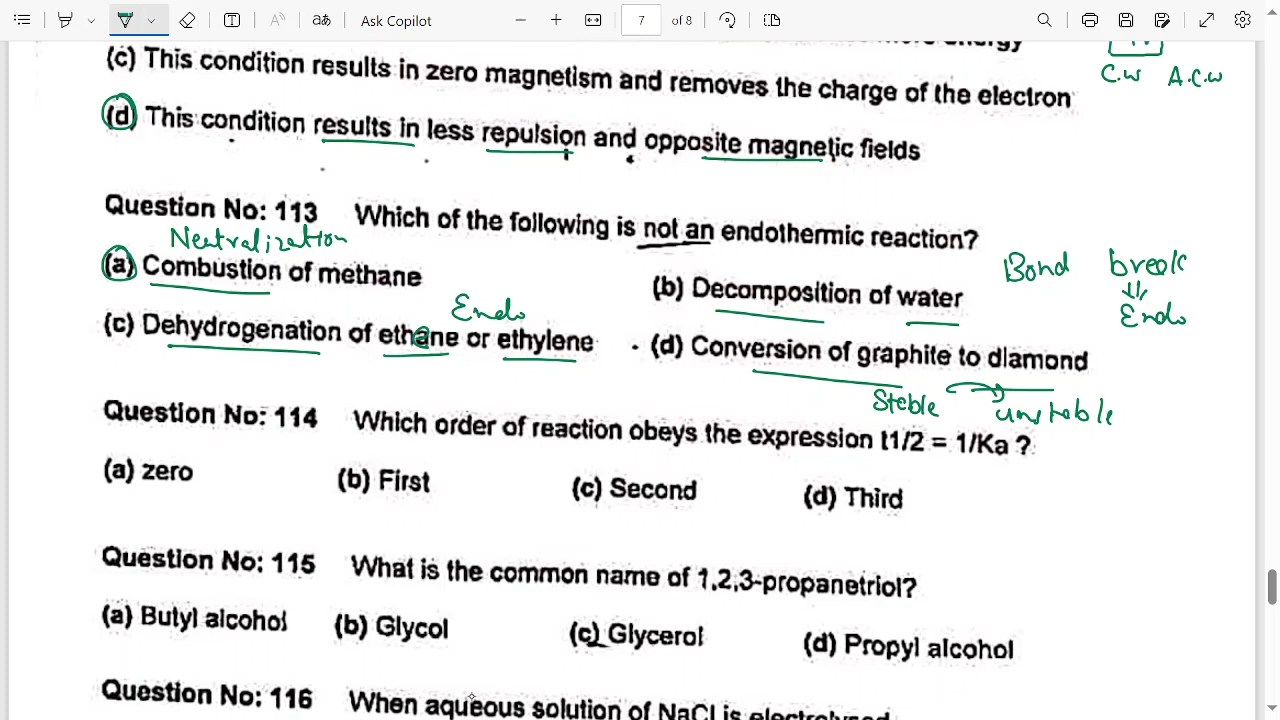 Ask Copilot
7 of 8
C.W A.C.W
(c) This condition results in zero magnetism and removes the charge of the electron
(d) This condition results in less repulsion and opposite magnetic fields
Question No: 113 Which of the following is not an endothermic reaction?
Neutralization
(a) Combustion of methane
(b) Decomposition of water
Bond break
Endo
Endo
(c) Dehydrogenation of ethane or ethylene
(d) Conversion of graphite to diamond
Stable unstable
Question No: 114 Which order of reaction obeys the expression t1/2 = 1/Ka ?
(a) zero (b) First (c) Second (d) Third
Question No: 115 What is the common name of 1,2,3-propanetriol?
(a) Butyl alcohol (b) Glycol (c) Glycerol (d) Propyl alcohol
Question No: 116 When aqueous solution of NaCl is electrolysed